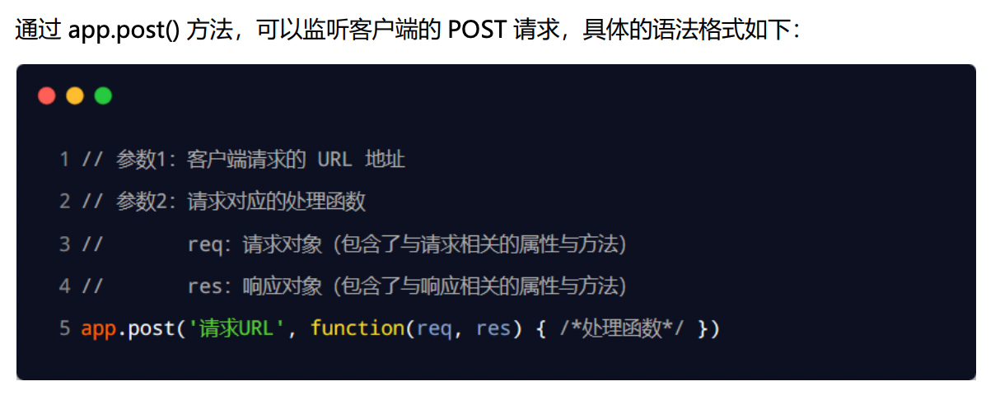 通过 app.post() 方法，可以监听客户端的 POST 请求，具体的语法格式如下：
1 // 参数1：客户端请求的 URL 地址
2 // 参数2：请求对应的处理函数
3 //       req：请求对象（包含了与请求相关的属性与方法）
4 //       res：响应对象（包含了与响应相关的属性与方法）
5 app.post('请求URL', function(req, res) { /*处理函数*/ })